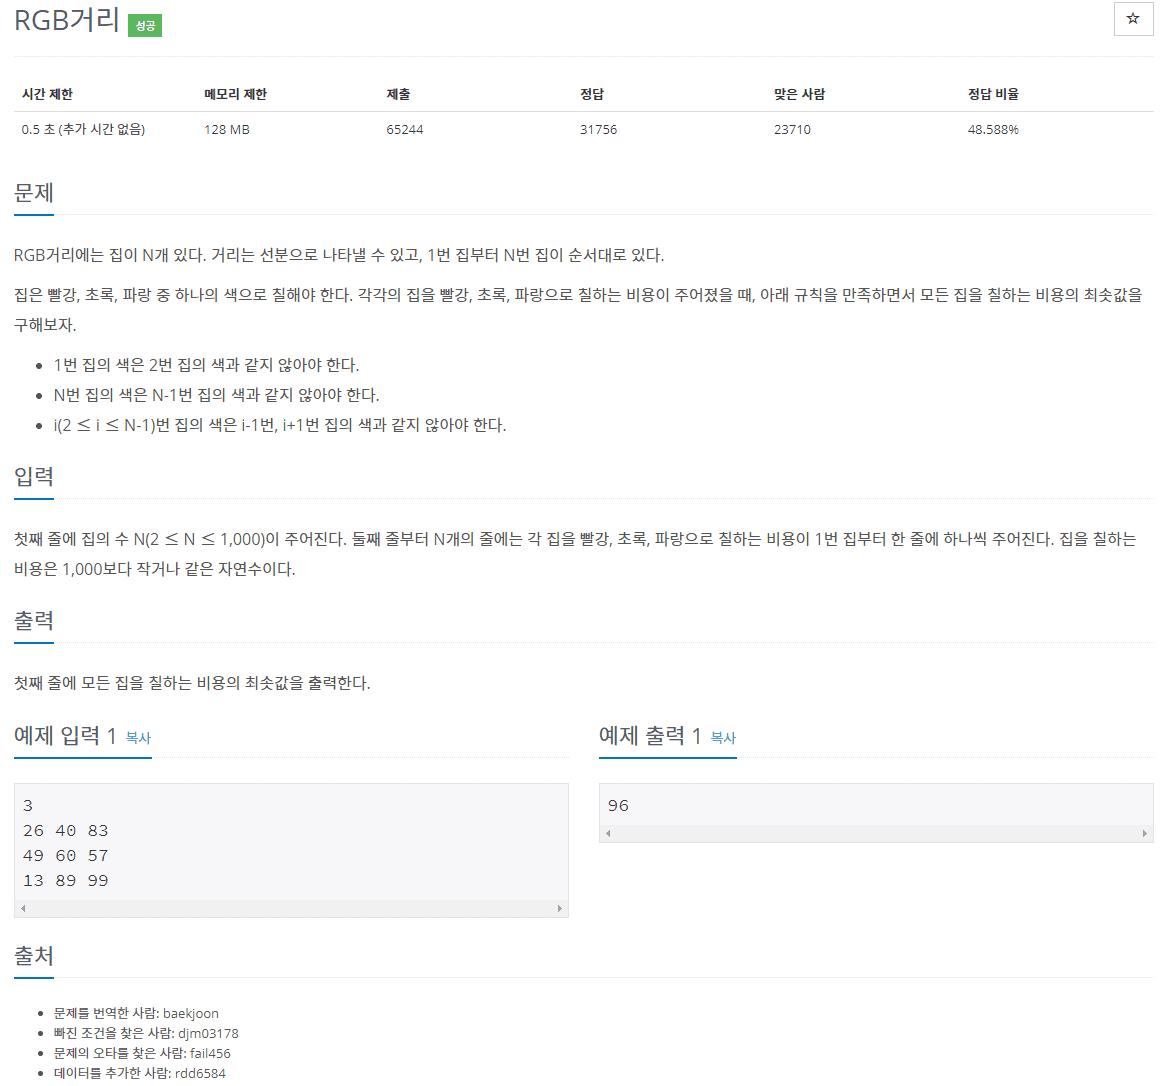 RGB거리 성공
☆
시간 제한 메모리 제한 제출 정답 맞은 사람 정답 비율
0.5 초 (추가 시간 없음) 128 MB 65244 31756 23710 48.588%
문제
RGB거리에는 집이 N개 있다. 거리는 선분으로 나타낼 수 있고, 1번 집부터 N번 집이 순서대로 있다.
집은 빨강, 초록, 파랑 중 하나의 색으로 칠해야 한다. 각각의 집을 빨강, 초록, 파랑으로 칠하는 비용이 주어졌을 때, 아래 규칙을 만족하면서 모든 집을 칠하는 비용의 최솟값을
구해보자.
• 1번 집의 색은 2번 집의 색과 같지 않아야 한다.
• N번 집의 색은 N-1번 집의 색과 같지 않아야 한다.
• i(2 ≤ i ≤ N-1)번 집의 색은 i-1번, i+1번 집의 색과 같지 않아야 한다.
입력
첫째 줄에 집의 수 N(2 ≤ N ≤ 1,000)이 주어진다. 둘째 줄부터 N개의 줄에는 각 집을 빨강, 초록, 파랑으로 칠하는 비용이 1번 집부터 한 줄에 하나씩 주어진다. 집을 칠하는
비용은 1,000보다 작거나 같은 자연수이다.
출력
첫째 줄에 모든 집을 칠하는 비용의 최솟값을 출력한다.
예제 입력 1 복사
3
26 40 83
49 60 57
13 89 99
예제 출력 1 복사
96
출처
• 문제를 번역한 사람: baekjoon
• 빠진 조건을 찾은 사람: djm03178
• 문제의 오타를 찾은 사람: fail456
• 데이터를 추가한 사람: rdd6584